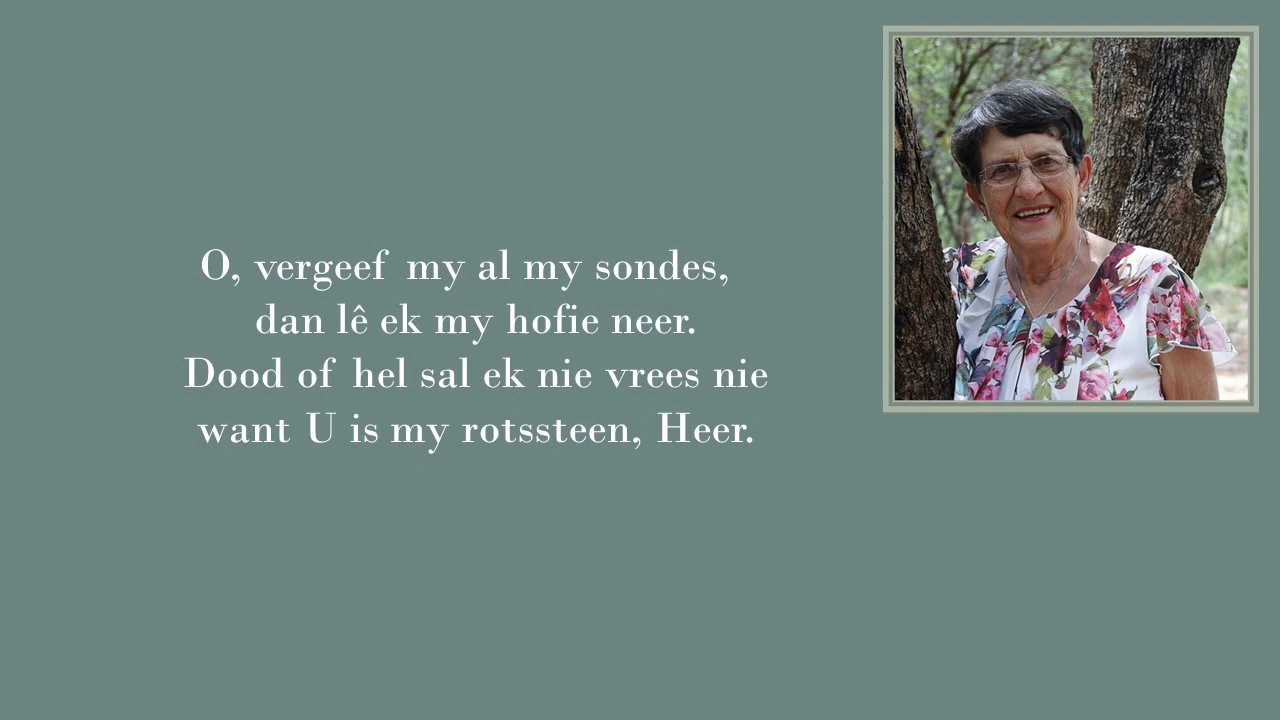 O, vergeef my al my sondes,
dan lê ek my hofie neer.
Dood of hel sal ek nie vrees nie
want U is my rotssteen, Heer.